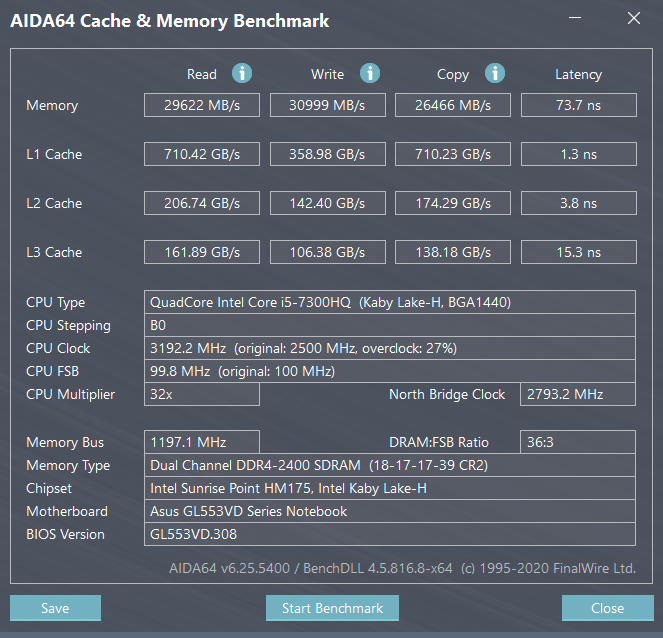 AIDA64 Cache & Memory Benchmark
Read Write Copy Latency
Memory 29622 MB/s 30999 MB/s 26466 MB/s 73.7 ns
L1 Cache 710.42 GB/s 358.98 GB/s 710.23 GB/s 1.3 ns
L2 Cache 206.74 GB/s 142.40 GB/s 174.29 GB/s 3.8 ns
L3 Cache 161.89 GB/s 106.38 GB/s 138.18 GB/s 15.3 ns
CPU Type QuadCore Intel Core i5-7300HQ (Kaby Lake-H, BGA1440)
CPU Stepping B0
CPU Clock 3192.2 MHz (original: 2500 MHz, overclock: 27%)
CPU FSB 99.8 MHz (original: 100 MHz)
CPU Multiplier 32x North Bridge Clock 2793.2 MHz
Memory Bus 1197.1 MHz DRAM:FSB Ratio 36:3
Memory Type Dual Channel DDR4-2400 SDRAM (18-17-17-39 CR2)
Chipset Intel Sunrise Point HM175, Intel Kaby Lake-H
Motherboard Asus GL553VD Series Notebook
BIOS Version GL553VD.308
AIDA64 v6.25.5400 / BenchDLL 4.5.816.8-x64 (c) 1995-2020 FinalWire Ltd.
Save Start Benchmark Close